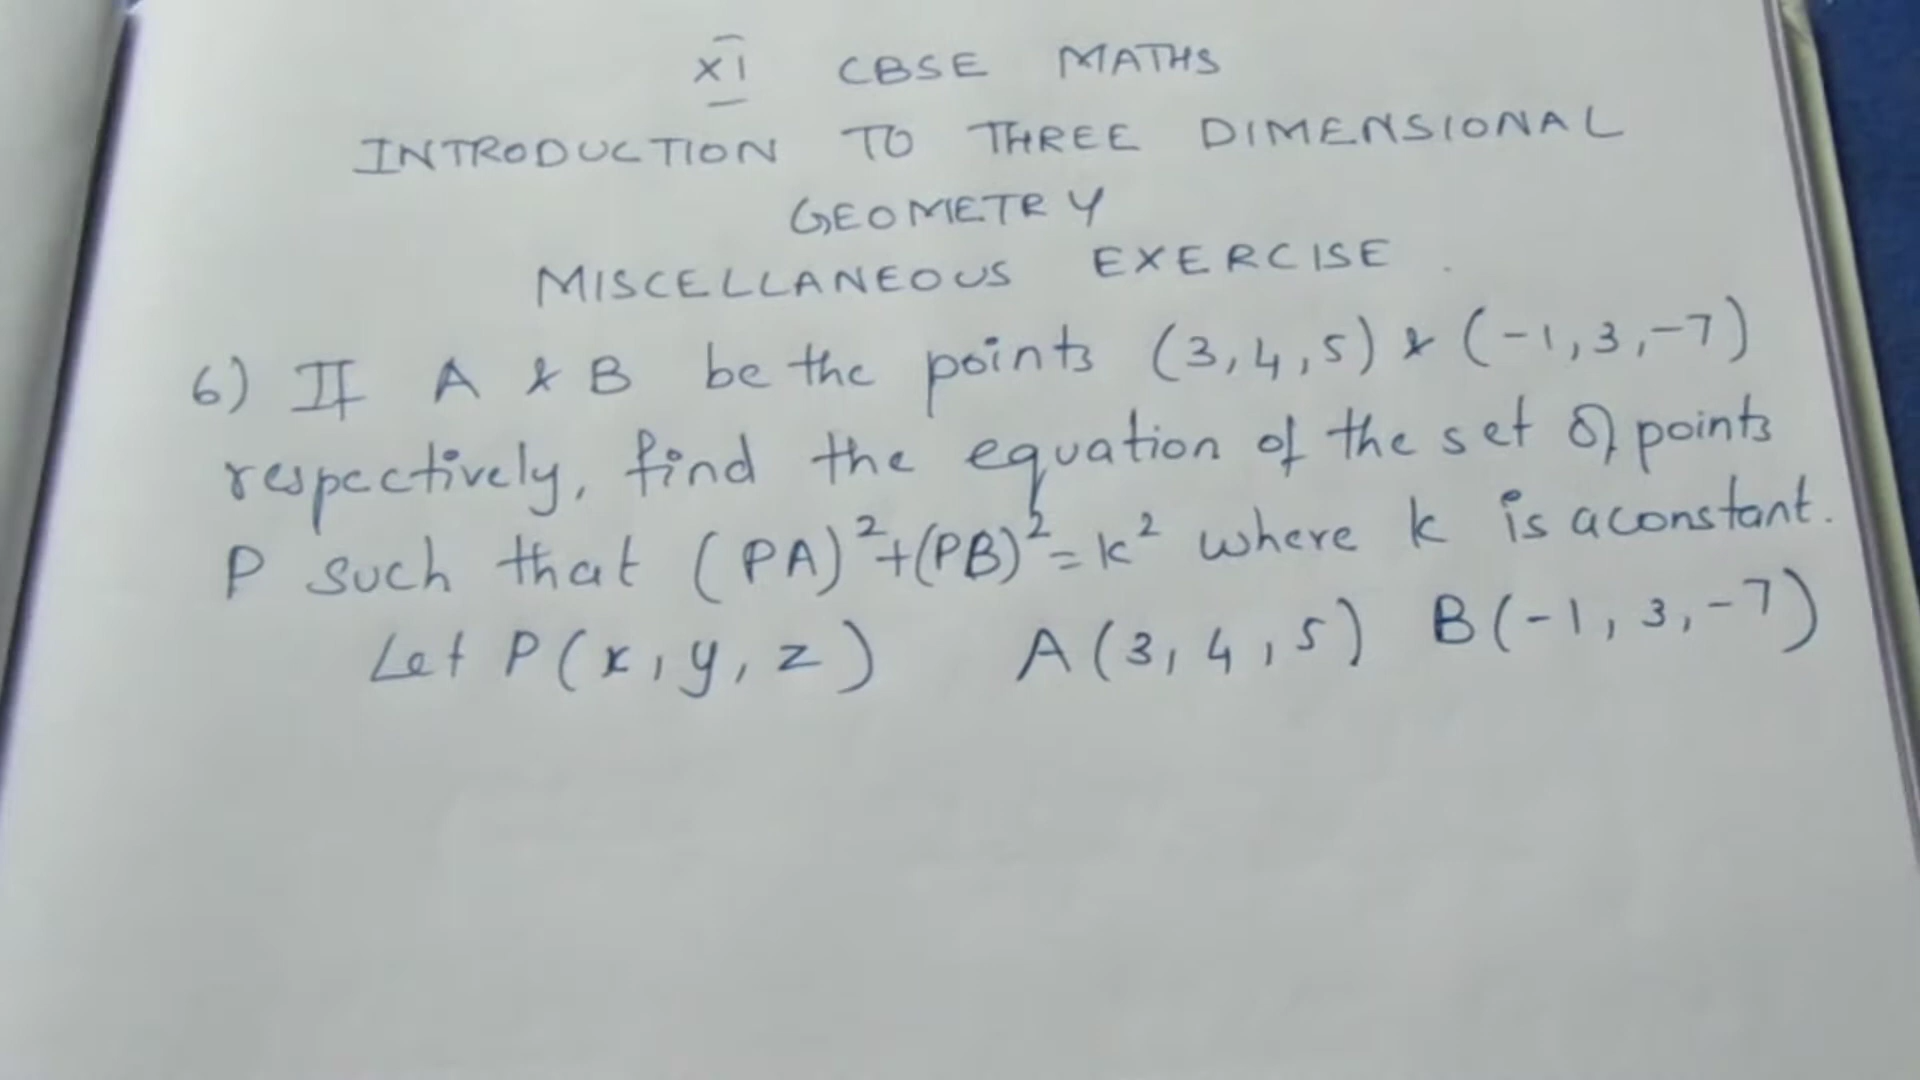 XI CBSE MATHS
INTRODUCTION TO THREE DIMENSIONAL
GEOMETRY
MISCELLANEOUS EXERCISE.
6) If A & B be the points (3,4,5) & (-1,3,-7)
respectively, find the equation of the set of points
P such that (PA)²+(PB)²=k² where k is a constant.
Let P(x,y,z) A(3,4,5) B(-1,3,-7)